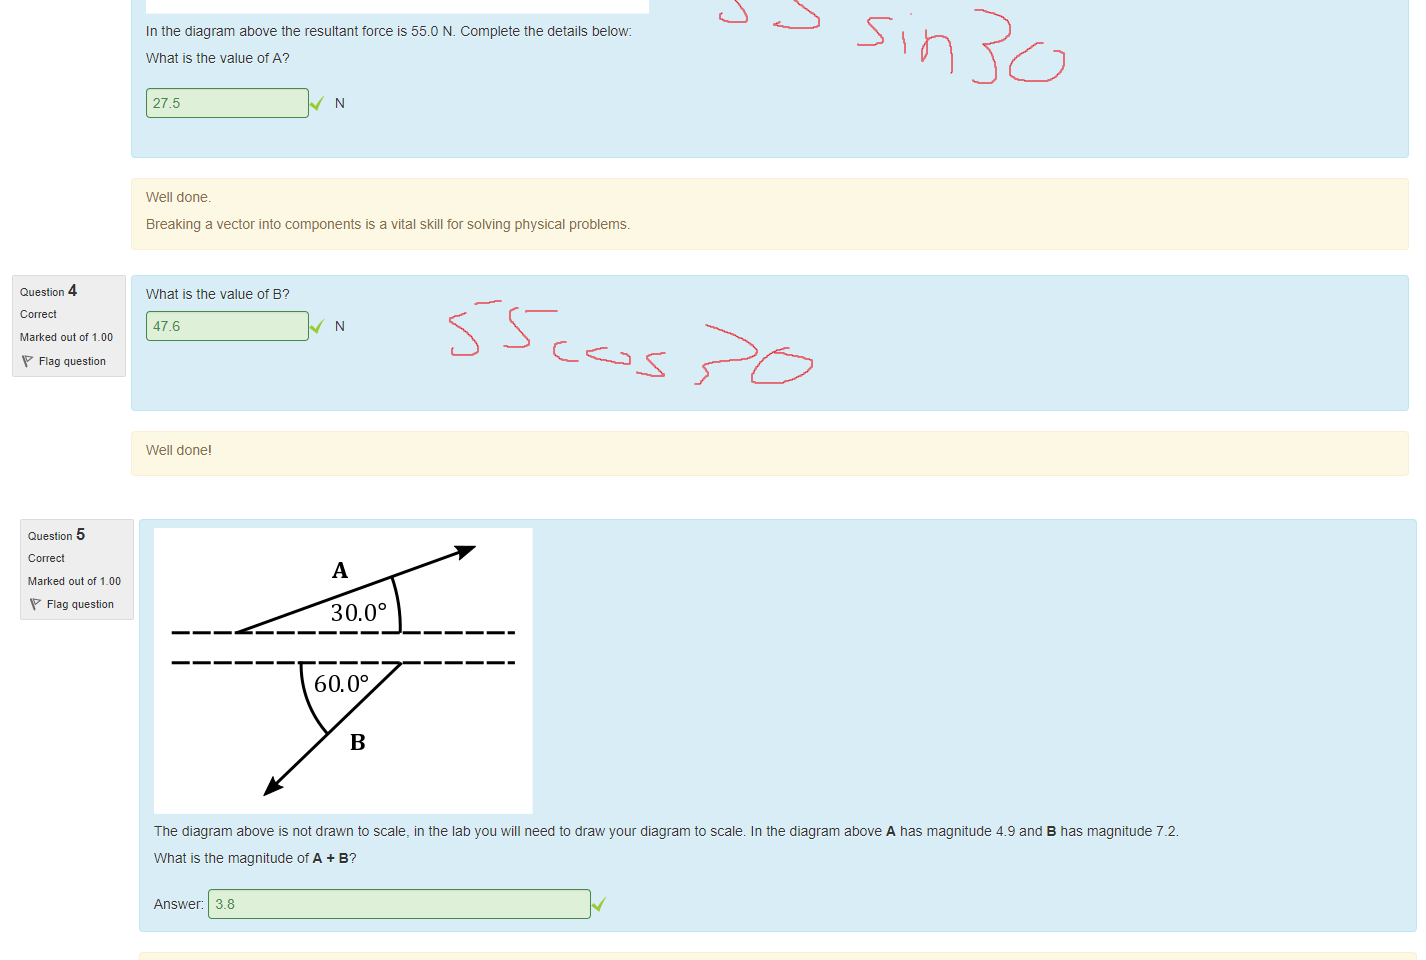 In the diagram above the resultant force is 55.0 N. Complete the details below:
sin30
What is the value of A?
27.5 N
Well done.
Breaking a vector into components is a vital skill for solving physical problems.
Question 4
Correct
Marked out of 1.00
Flag question
What is the value of B?
47.6 N
55cos30
Well done!
Question 5
Correct
Marked out of 1.00
Flag question
A
30.0°
60.0°
B
The diagram above is not drawn to scale, in the lab you will need to draw your diagram to scale. In the diagram above A has magnitude 4.9 and B has magnitude 7.2.
What is the magnitude of A + B?
Answer: 3.8